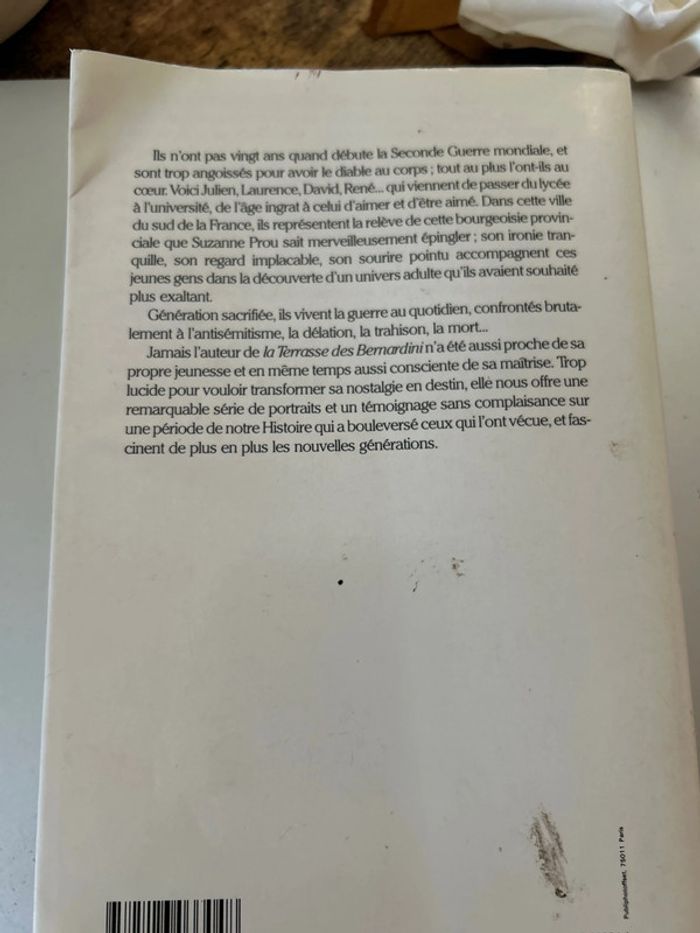 Ils n'ont pas vingt ans quand débute la Seconde Guerre mondiale, et
sont trop angoissés pour avoir le diable au corps ; tout au plus l'ont-ils au
cœur. Voici Julien, Laurence, David, René... qui viennent de passer du lycée
à l'université, de l'âge ingrat à celui d'aimer et d'être aimé. Dans cette ville
du sud de la France, ils représentent la relève de cette bourgeoisie provin-
ciale que Suzanne Prou sait merveilleusement épingler ; son ironie tran-
quille, son regard implacable, son sourire pointu accompagnent ces
jeunes gens dans la découverte d'un univers adulte qu'ils avaient souhaité
plus exaltant.
Génération sacrifiée, ils vivent la guerre au quotidien, confrontés bruta-
lement à l'antisémitisme, la délation, la trahison, la mort...
Jamais l'auteur de la Terrasse des Bernardini n'a été aussi proche de sa
propre jeunesse et en même temps aussi consciente de sa maîtrise. Trop
lucide pour vouloir transformer sa nostalgie en destin, elle nous offre une
remarquable série de portraits et un témoignage sans complaisance sur
une période de notre Histoire qui a bouleversé ceux qui l'ont vécue, et fas-
cinent de plus en plus les nouvelles générations.
Publiphotoffset, 75011 Paris